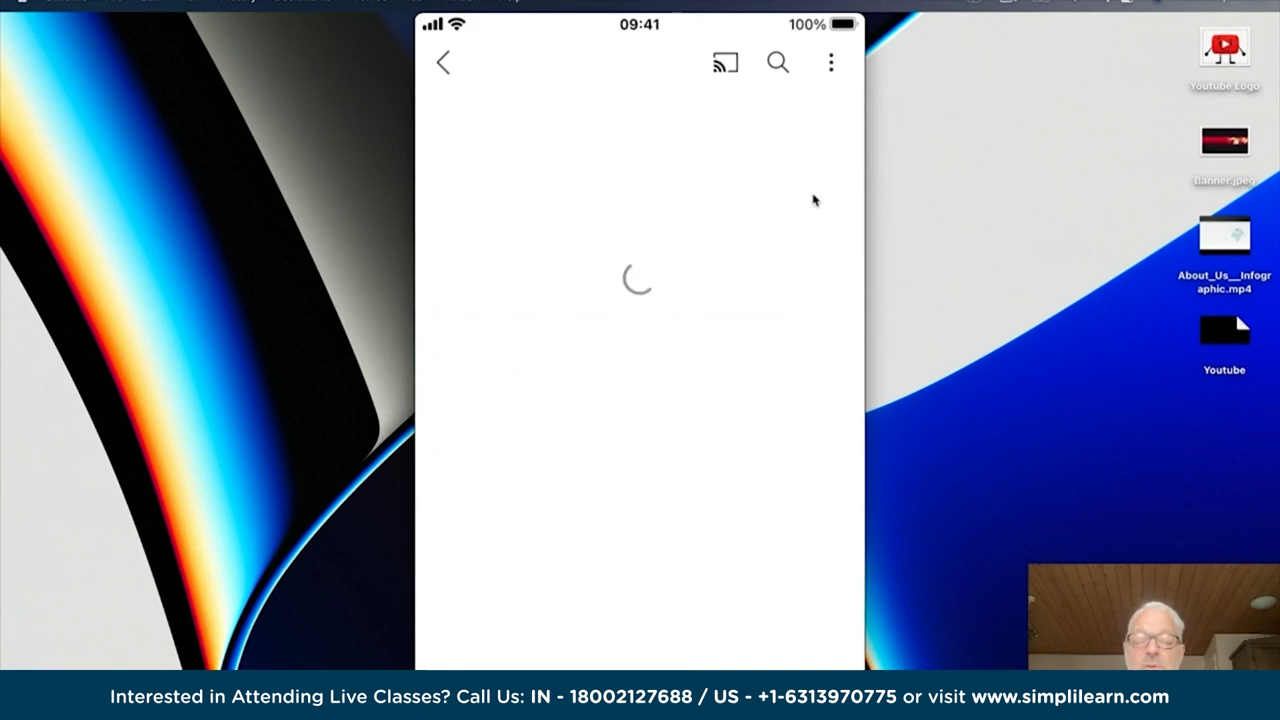 09:41
100%
Youtube Logo
Banner.jpeg
About_Us__Infogr
aphic.mp4
Youtube
Interested in Attending Live Classes? Call Us: IN - 18002127688 / US - +1-6313970775 or visit www.simplilearn.com